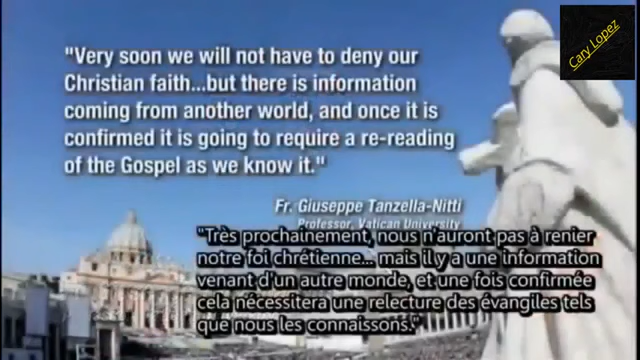 "Very soon we will not have to deny our
Christian faith...but there is information
coming from another world, and once it is
confirmed it is going to require a re-reading
of the Gospel as we know it."
Cary Lopez
Fr. Giuseppe Tanzella-Nitti
Professor, Vatican University
"Très prochainement, nous n'auront pas à renier
notre foi chrétienne... mais il y a une information
venant d'un autre monde, et une fois confirmée
cela nécessitera une relecture des évangiles tels
que nous les connaissons."